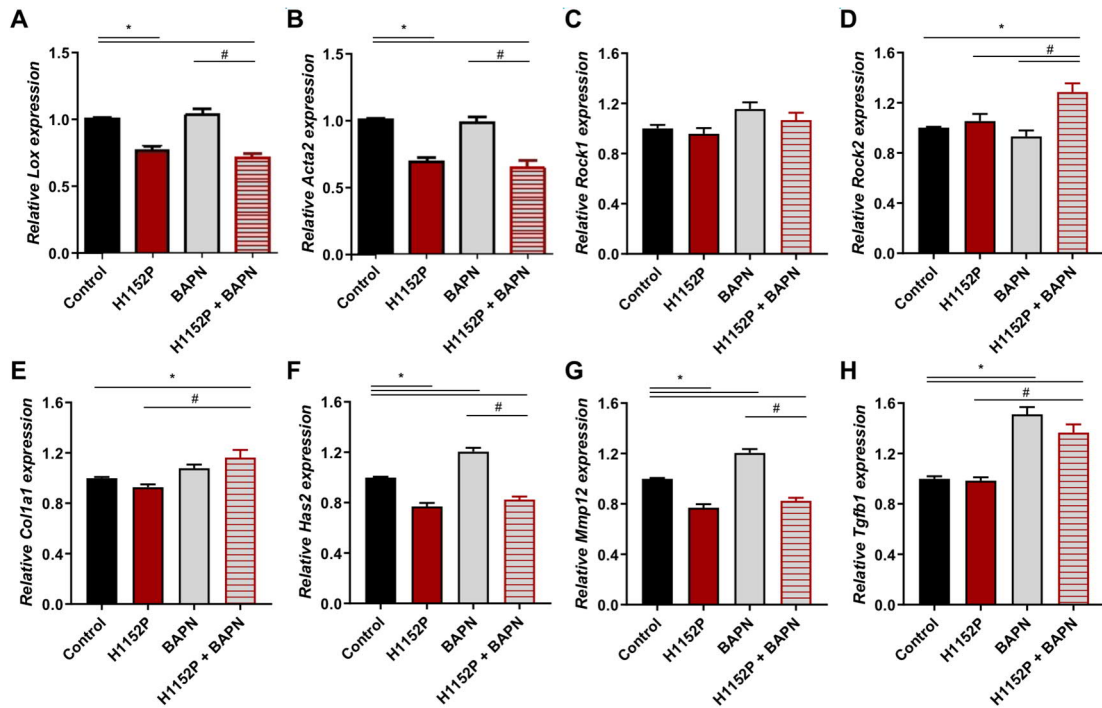 A
*
#
Relative Lox expression
1.5
1.0
0.5
0.0
Control
H1152P
BAPN
H1152P + BAPN
B
*
#
Relative Acta2 expression
1.5
1.0
0.5
0.0
Control
H1152P
BAPN
H1152P + BAPN
C
Relative Rock1 expression
1.6
1.2
0.8
0.4
0.0
Control
H1152P
BAPN
H1152P + BAPN
D
*
#
Relative Rock2 expression
1.6
1.2
0.8
0.4
0.0
Control
H1152P
BAPN
H1152P + BAPN
E
*
#
Relative Col1a1 expression
1.6
1.2
0.8
0.4
0.0
Control
H1152P
BAPN
H1152P + BAPN
F
*
#
Relative Has2 expression
1.6
1.2
0.8
0.4
0.0
Control
H1152P
BAPN
H1152P + BAPN
G
*
#
Relative Mmp12 expression
1.6
1.2
0.8
0.4
0.0
Control
H1152P
BAPN
H1152P + BAPN
H
*
#
Relative Tgfb1 expression
1.6
1.2
0.8
0.4
0.0
Control
H1152P
BAPN
H1152P + BAPN